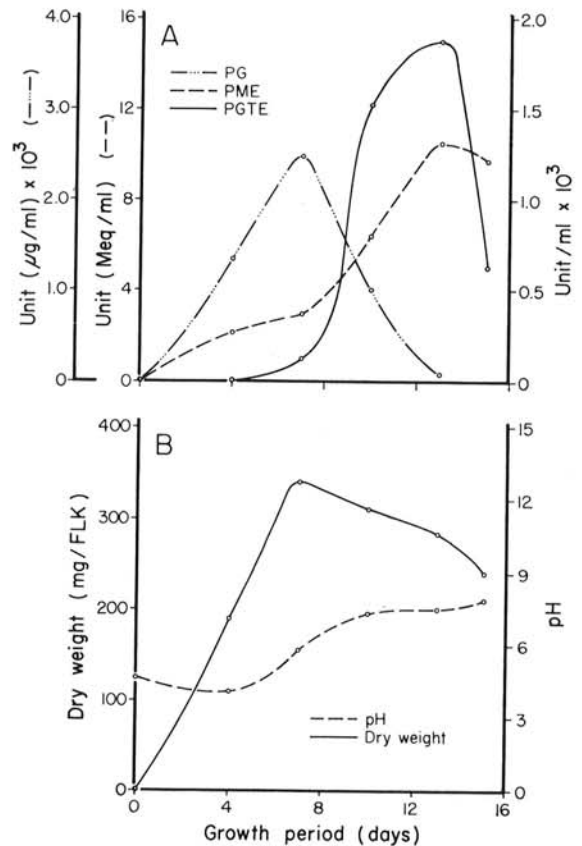 A
PG
PME
PGTE
Unit (μg/ml) x 10³ (—···—)
4.0
3.0
2.0
1.0
0
Unit (Meq/ml) (— —)
16
12
8
4
0
2.0
1.5
1.0
0.5
0
Unit/ml x 10³
B
Dry weight (mg/FLK)
400
300
200
100
0
15
12
9
6
3
0
pH
pH
Dry weight
0 4 8 12 16
Growth period (days)